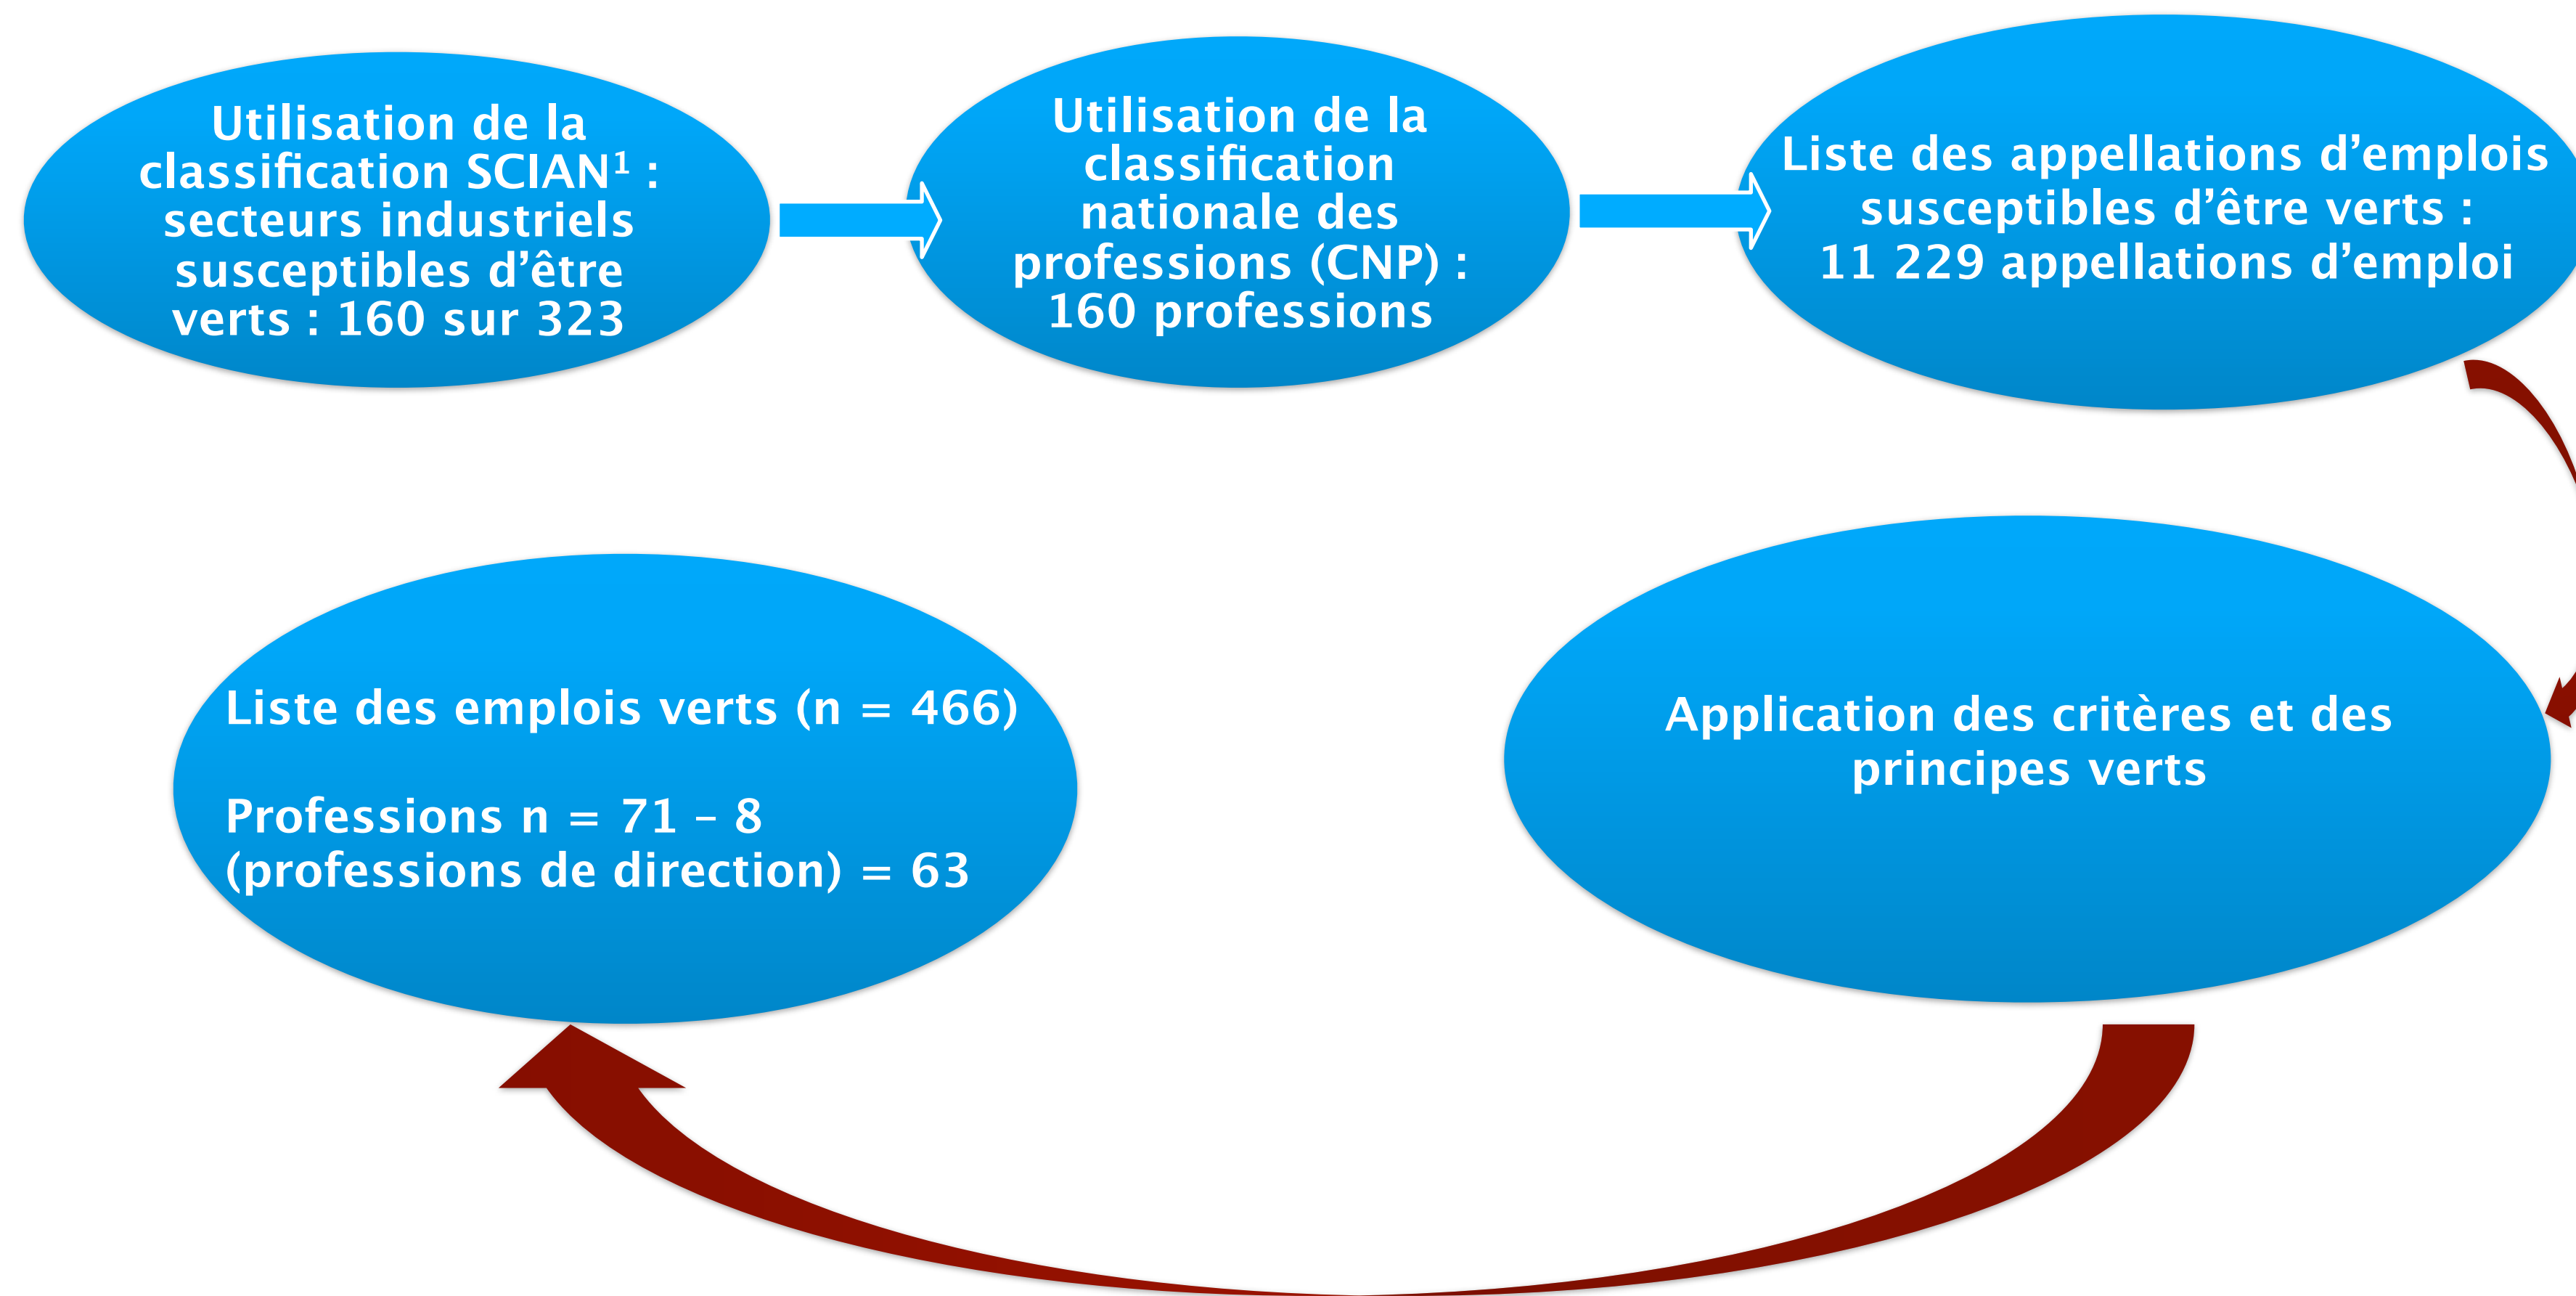 Utilisation de la
classification SCIAN¹ :
secteurs industriels
susceptibles d’être
verts : 160 sur 323
Utilisation de la
classification
nationale des
professions (CNP) :
160 professions
Liste des appellations d’emplois
susceptibles d’être verts :
11 229 appellations d’emploi
Application des critères et des
principes verts
Liste des emplois verts (n = 466)
Professions n = 71 – 8
(professions de direction) = 63